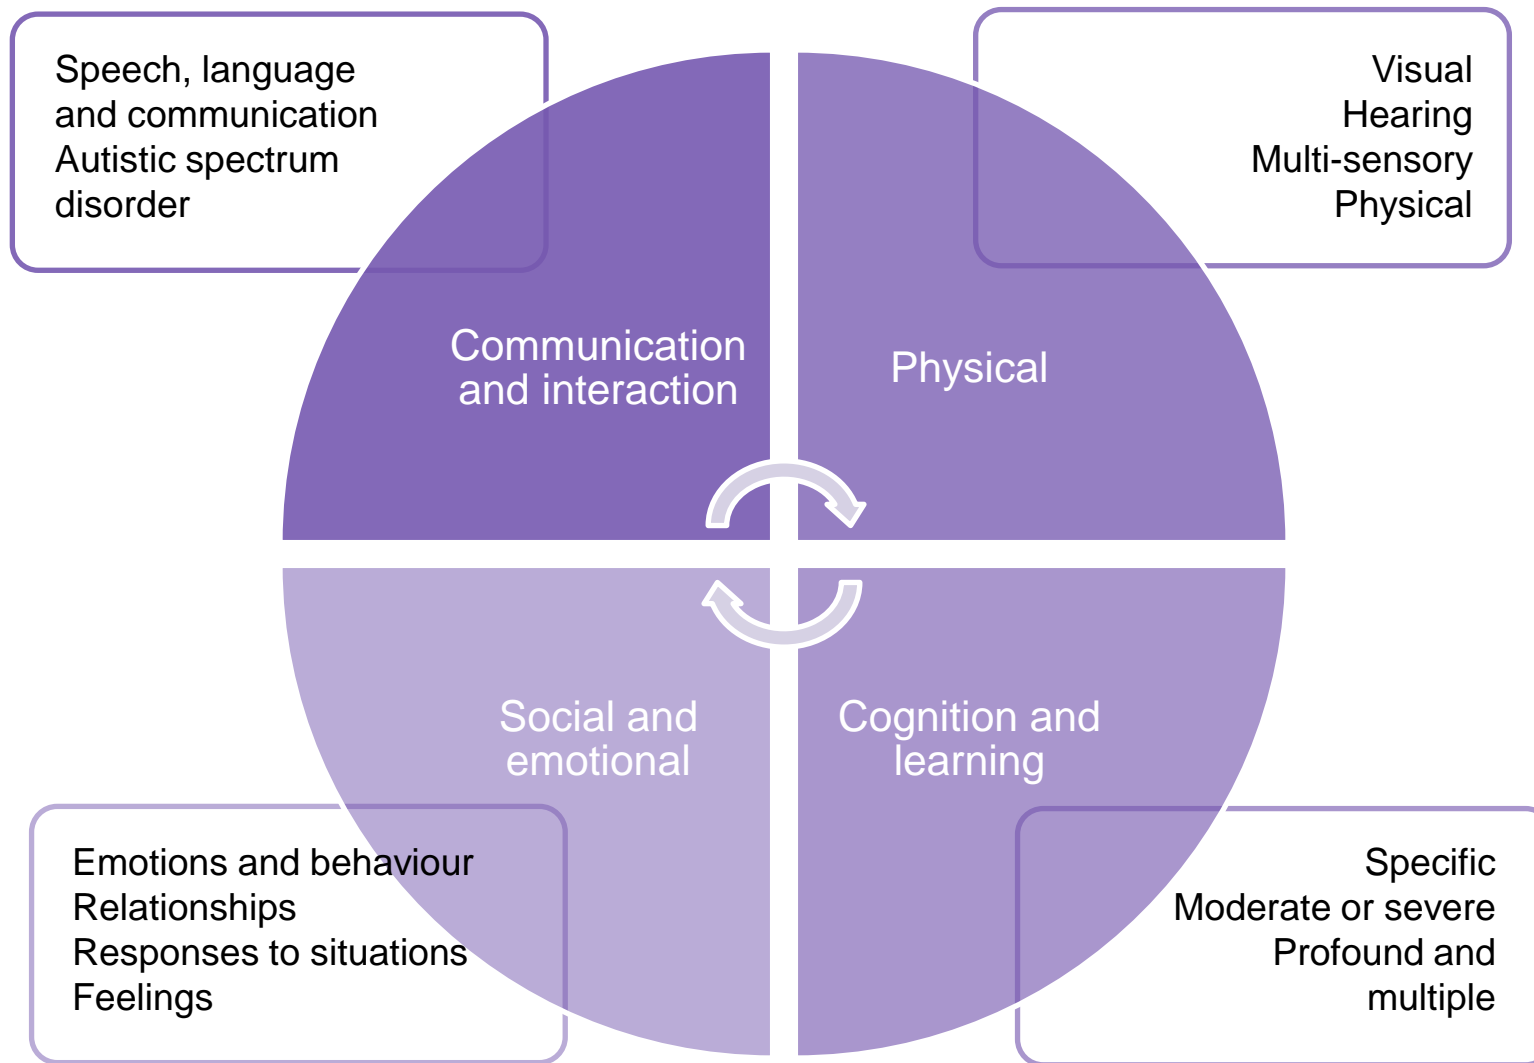 Speech, language
and communication
Autistic spectrum
disorder
Visual
Hearing
Multi-sensory
Physical
Communication
and interaction
Physical
Social and
emotional
Cognition and
learning
Emotions and behaviour
Relationships
Responses to situations
Feelings
Specific
Moderate or severe
Profound and
multiple